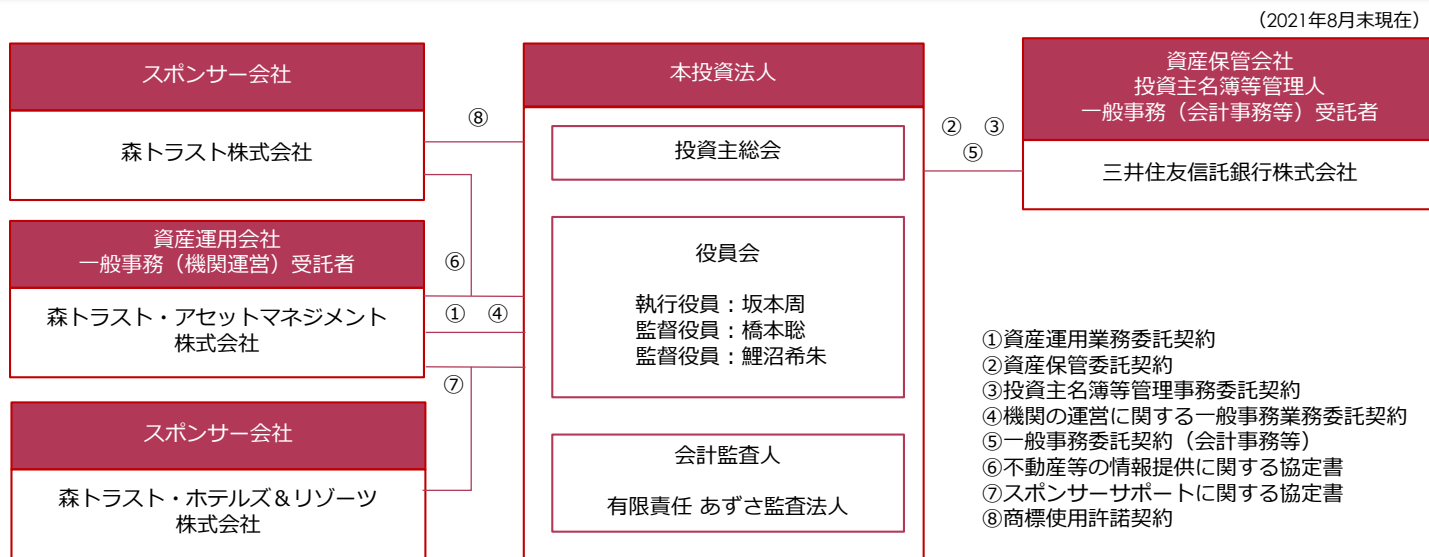 （2021年8月末現在）
スポンサー会社
森トラスト株式会社
⑧
資産運用会社
一般事務（機関運営）受託者
森トラスト・アセットマネジメント
株式会社
⑥
① ④
⑦
スポンサー会社
森トラスト・ホテルズ＆リゾーツ
株式会社
本投資法人
投資主総会
役員会
執行役員：坂本周
監督役員：橋本聡
監督役員：鯉沼希朱
会計監査人
有限責任 あずさ監査法人
② ③
⑤
資産保管会社
投資主名簿等管理人
一般事務（会計事務等）受託者
三井住友信託銀行株式会社
①資産運用業務委託契約
②資産保管委託契約
③投資主名簿等管理事務委託契約
④機関の運営に関する一般事務業務委託契約
⑤一般事務委託契約（会計事務等）
⑥不動産等の情報提供に関する協定書
⑦スポンサーサポートに関する協定書
⑧商標使用許諾契約